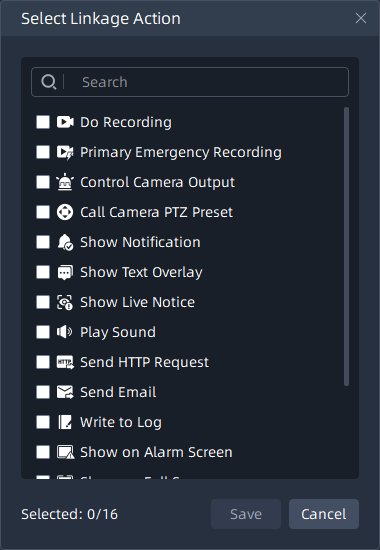 Select Linkage Action
Search
Do Recording
Primary Emergency Recording
Control Camera Output
Call Camera PTZ Preset
Show Notification
Show Text Overlay
Show Live Notice
Play Sound
HTTP Send HTTP Request
Send Email
Write to Log
Show on Alarm Screen
Selected: 0/16
Save
Cancel